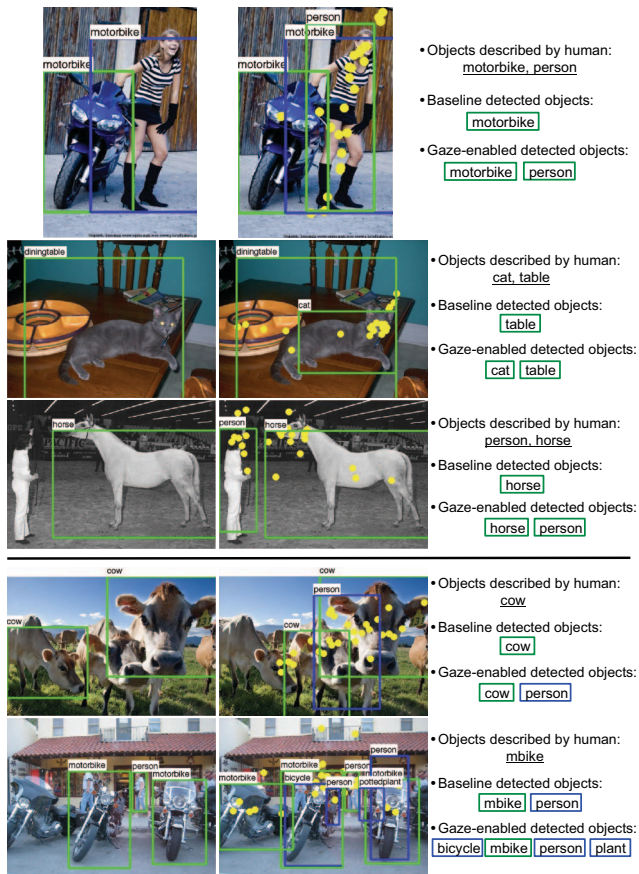 person
motorbike
motorbike
motorbike
motorbike
• Objects described by human:
motorbike, person
• Baseline detected objects:
motorbike
• Gaze-enabled detected objects:
motorbike person
diningtable
diningtable
cat
• Objects described by human:
cat, table
• Baseline detected objects:
table
• Gaze-enabled detected objects:
cat table
horse
person
horse
PACIFIC
• Objects described by human:
person, horse
• Baseline detected objects:
horse
• Gaze-enabled detected objects:
horse person
cow
cow
cow
person
cow
• Objects described by human:
cow
• Baseline detected objects:
cow
• Gaze-enabled detected objects:
cow person
motorbike
person
motorbike
person
motorbike
person
motorbike
bicycle
motorbike
person
pottedplant
• Objects described by human:
mbike
• Baseline detected objects:
mbike person
• Gaze-enabled detected objects:
bicycle mbike person plant